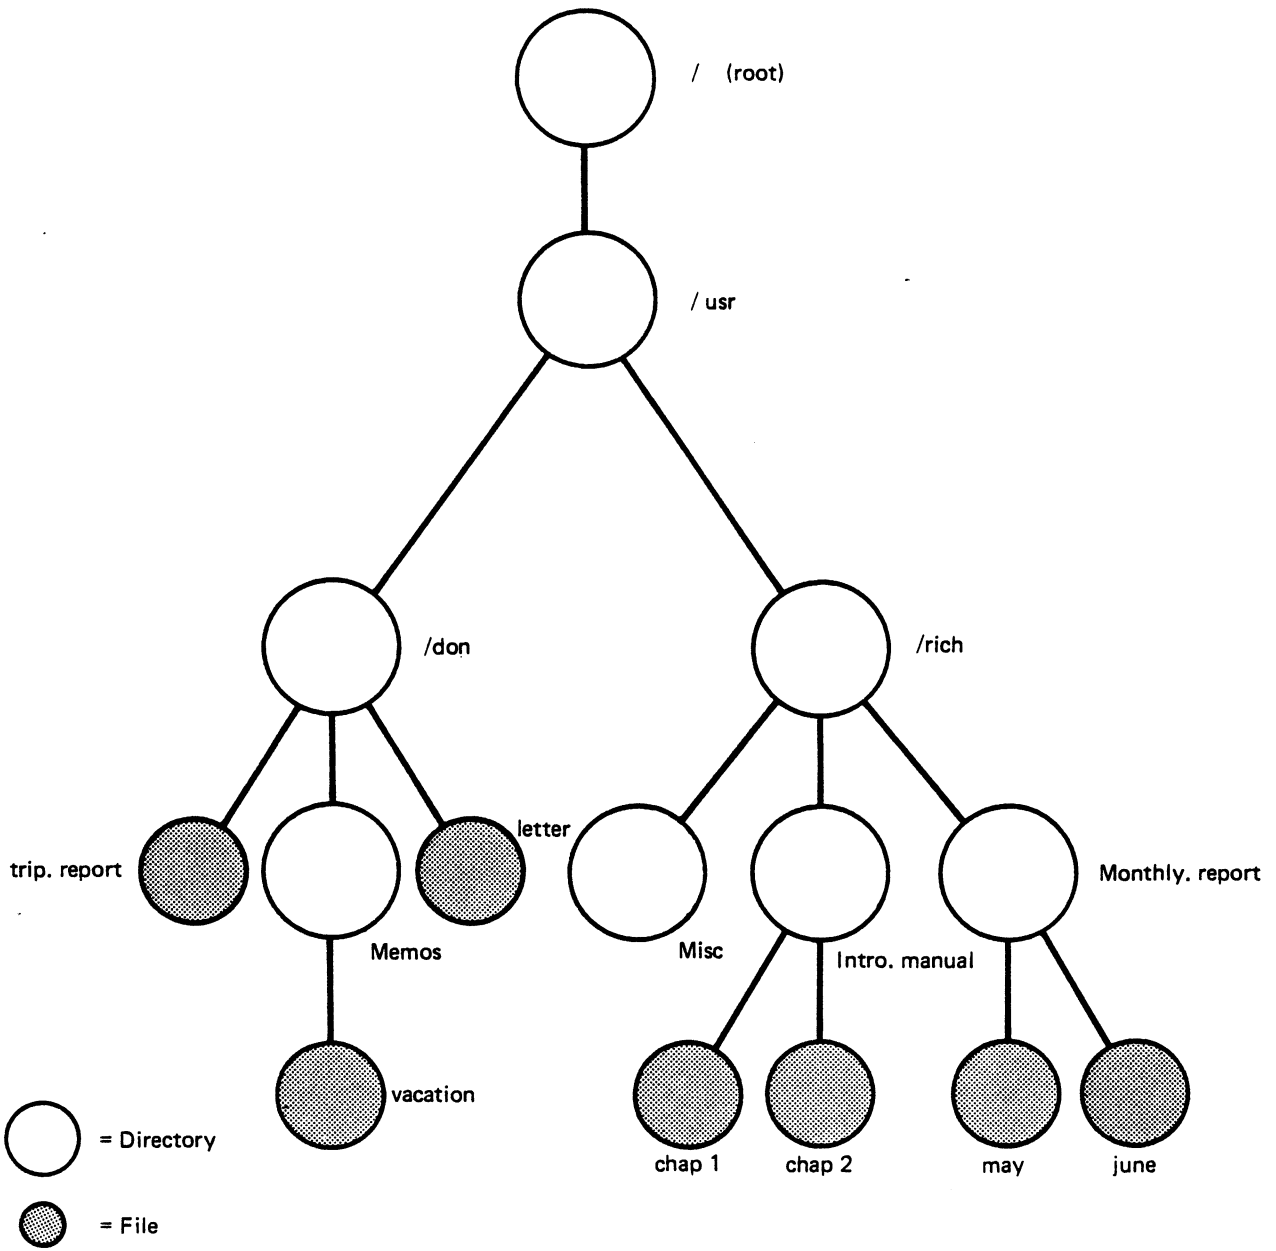 / (root)
/ usr
/don
/rich
letter
trip. report
Monthly. report
Memos
Misc
Intro. manual
vacation
= Directory
chap 1
chap 2
may
june
= File